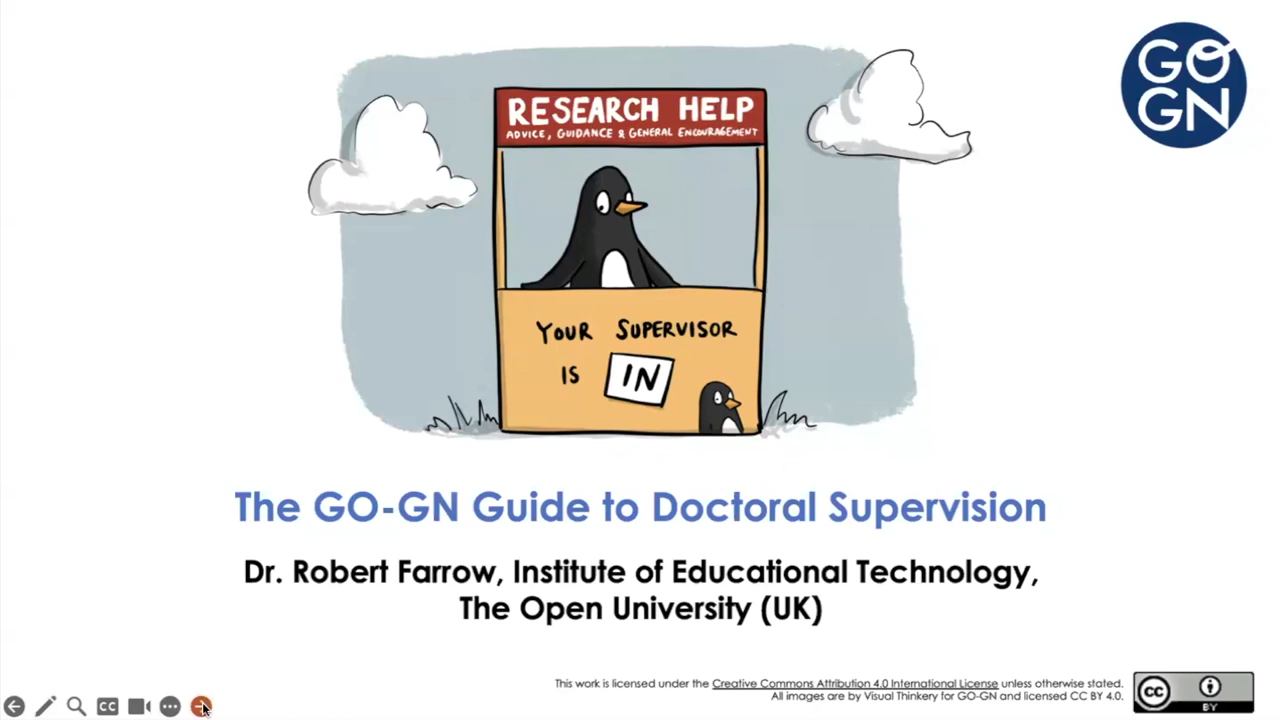 GO
GN
RESEARCH HELP
ADVICE, GUIDANCE & GENERAL ENCOURAGEMENT
YOUR SUPERVISOR
IS IN
The GO-GN Guide to Doctoral Supervision
Dr. Robert Farrow, Institute of Educational Technology,
The Open University (UK)
This work is licensed under the Creative Commons Attribution 4.0 International License unless otherwise stated.
All images are by Visual Thinkery for GO-GN and licensed CC BY 4.0.
CC
BY
CC